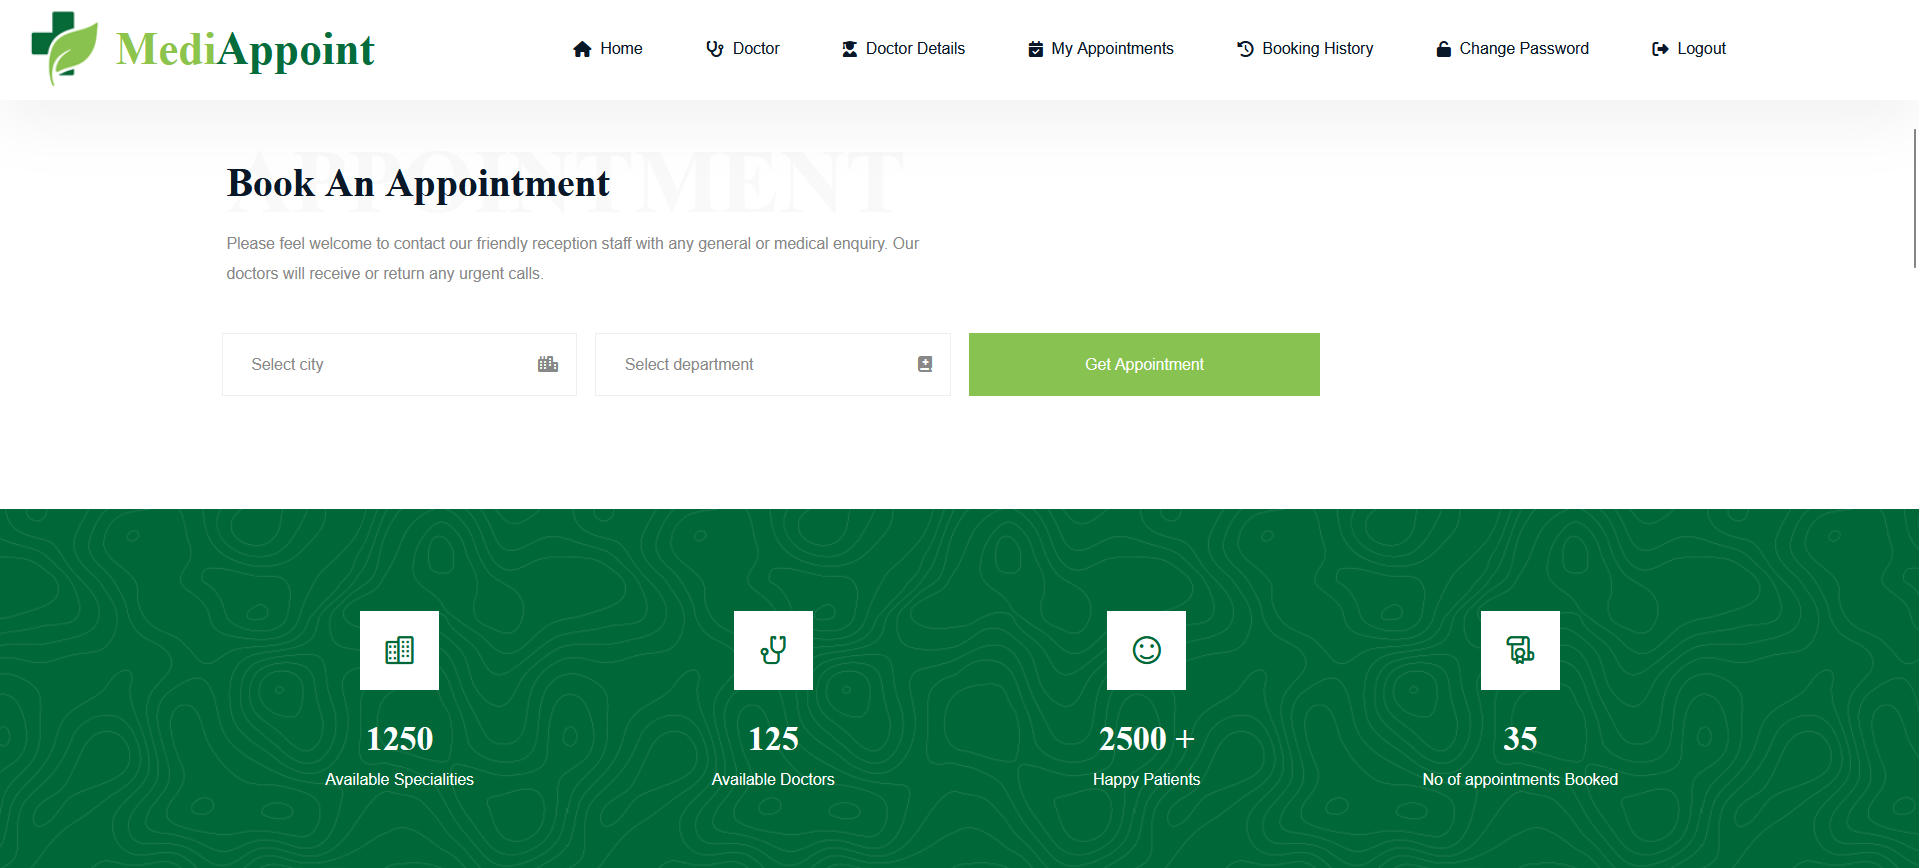 MediAppoint
Home
Doctor
Doctor Details
My Appointments
Booking History
Change Password
Logout
APPOINTMENT
Book An Appointment
Please feel welcome to contact our friendly reception staff with any general or medical enquiry. Our
doctors will receive or return any urgent calls.
Select city
Select department
Get Appointment
1250
Available Specialities
125
Available Doctors
2500 +
Happy Patients
35
No of appointments Booked